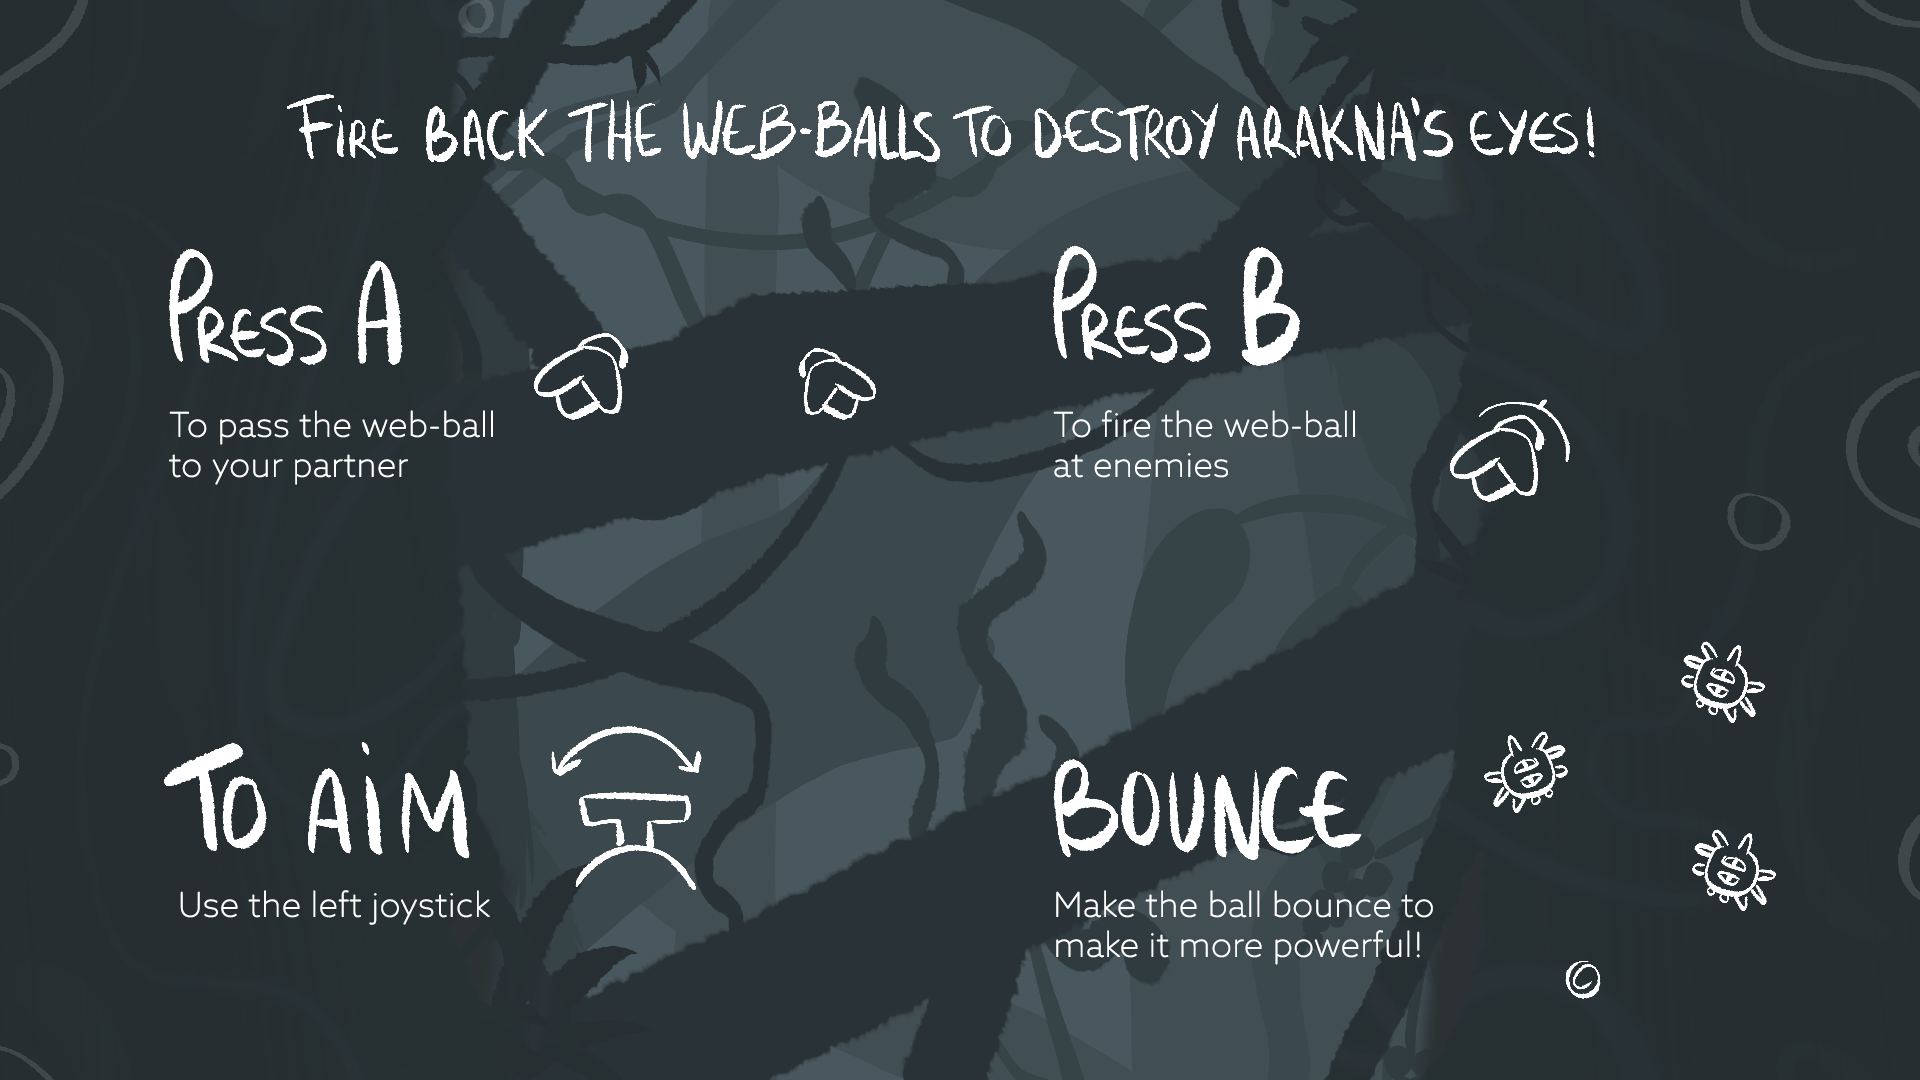 FIRE BACK THE WEB-BALLS TO DESTROY ARAKNA'S EYES!
PRESS A
To pass the web-ball
to your partner
PRESS B
To fire the web-ball
at enemies
TO AIM
Use the left joystick
BOUNCE
Make the ball bounce to
make it more powerful!